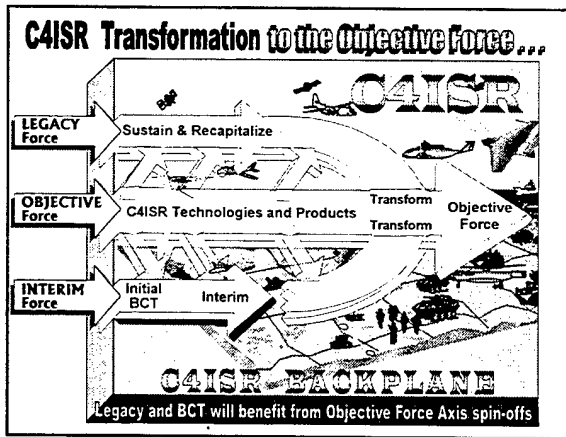 C4ISR Transformation to the Objective Force...
C4ISR
LEGACY
Force
Sustain & Recapitalize
OBJECTIVE
Force
C4ISR Technologies and Products
Transform
Transform
Objective
Force
INTERIM
Force
Initial
BCT
Interim
C4ISR BACKPLANE
Legacy and BCT will benefit from Objective Force Axis spin-offs